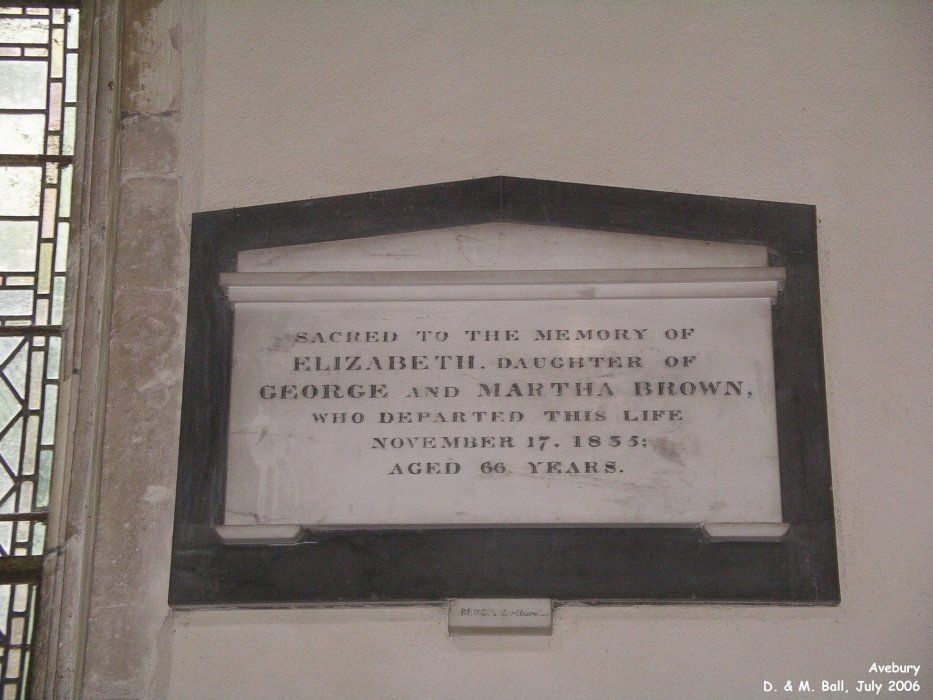 SACRED TO THE MEMORY OF
ELIZABETH. DAUGHTER OF
GEORGE AND MARTHA BROWN,
WHO DEPARTED THIS LIFE
NOVEMBER 17. 1835;
AGED 66 YEARS.
Avebury
D. & M. Ball, July 2006